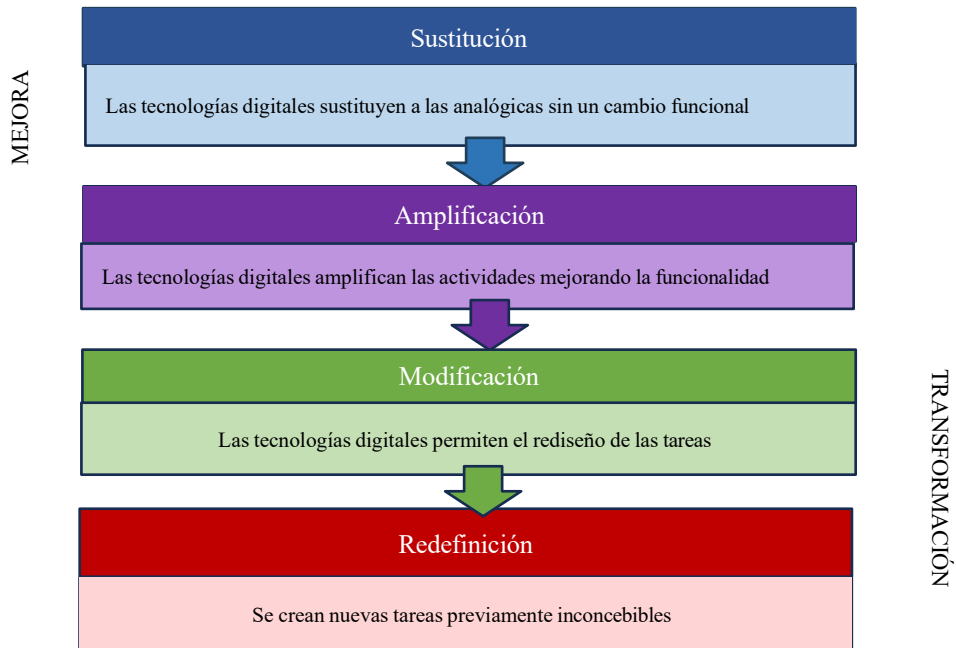 Sustitución
Las tecnologías digitales sustituyen a las analógicas sin un cambio funcional
MEJORA
Amplificación
Las tecnologías digitales amplifican las actividades mejorando la funcionalidad
Modificación
Las tecnologías digitales permiten el rediseño de las tareas
TRANSFORMACIÓN
Redefinición
Se crean nuevas tareas previamente inconcebibles